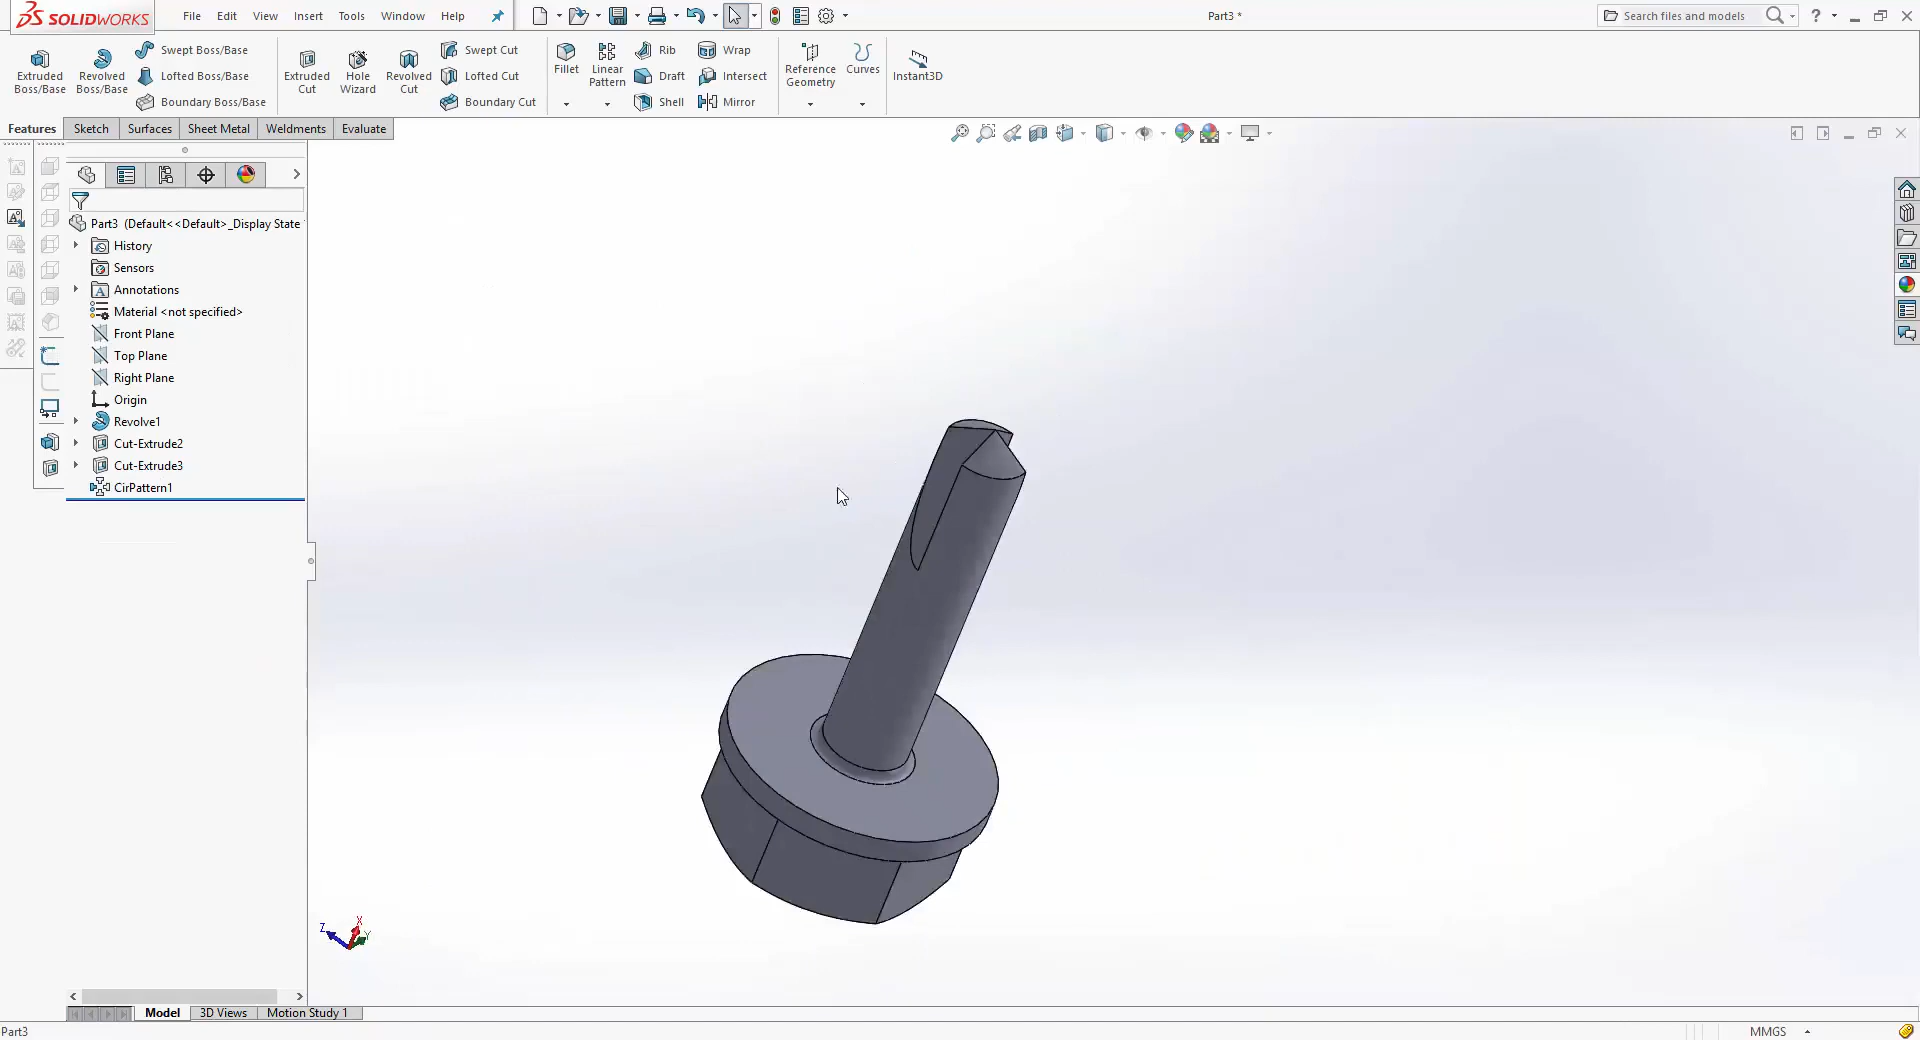 SOLIDWORKS File Edit View Insert Tools Window Help Part3 * Search files and models ?
Extruded Boss/Base
Revolved Boss/Base
Swept Boss/Base
Lofted Boss/Base
Boundary Boss/Base
Extruded Cut
Hole Wizard
Revolved Cut
Swept Cut
Lofted Cut
Boundary Cut
Fillet
Linear Pattern
Rib
Draft
Shell
Wrap
Intersect
Mirror
Reference Geometry
Curves
Instant3D
Features Sketch Surfaces Sheet Metal Weldments Evaluate
Part3 (Default<<Default>_Display State
History
Sensors
Annotations
Material <not specified>
Front Plane
Top Plane
Right Plane
Origin
Revolve1
Cut-Extrude2
Cut-Extrude3
CirPattern1
Z X Y
Model 3D Views Motion Study 1
Part3 MMGS